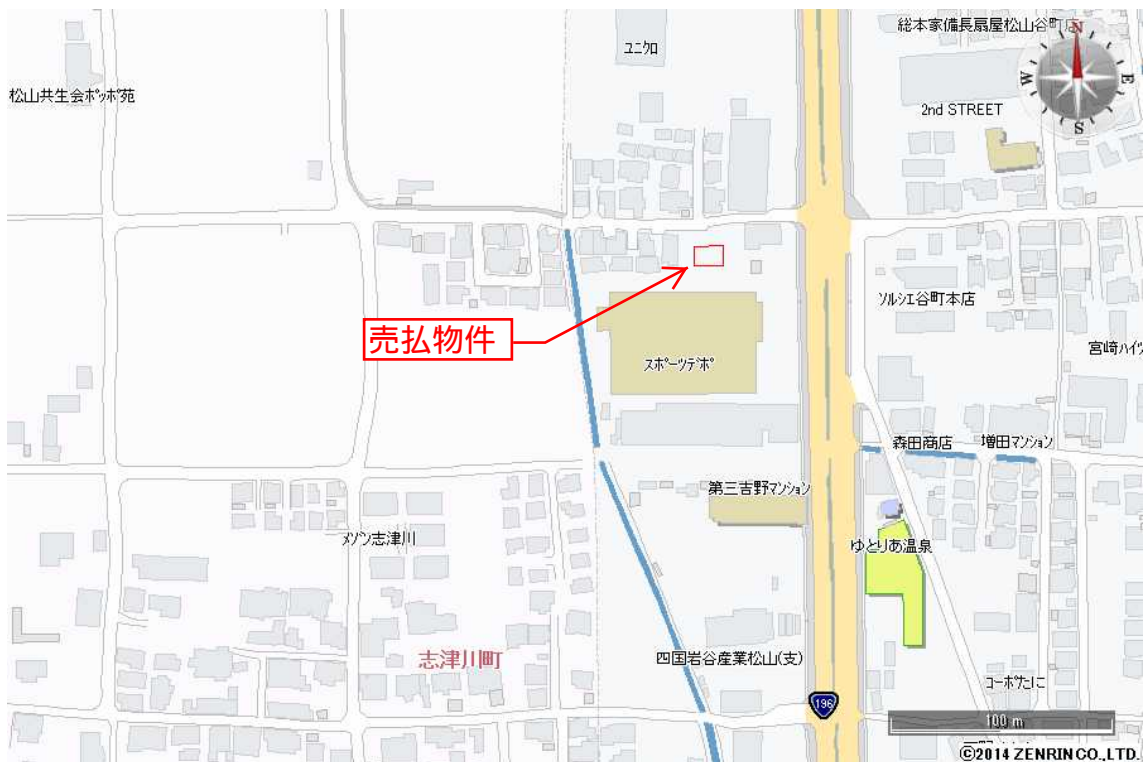 総本家備長扇屋松山谷町店
N
ユニクロ
W
E
松山共生会ポッポ苑
2nd STREET
S
ソルシエ谷町本店
売払物件
宮崎ハイツ
スポーツデポ
森田商店
増田マンション
第三吉野マンション
メゾン志津川
ゆとりあ温泉
志津川町
四国岩谷産業松山(支)
コーポたに
196
100 m
©2014 ZENRIN CO., LTD.